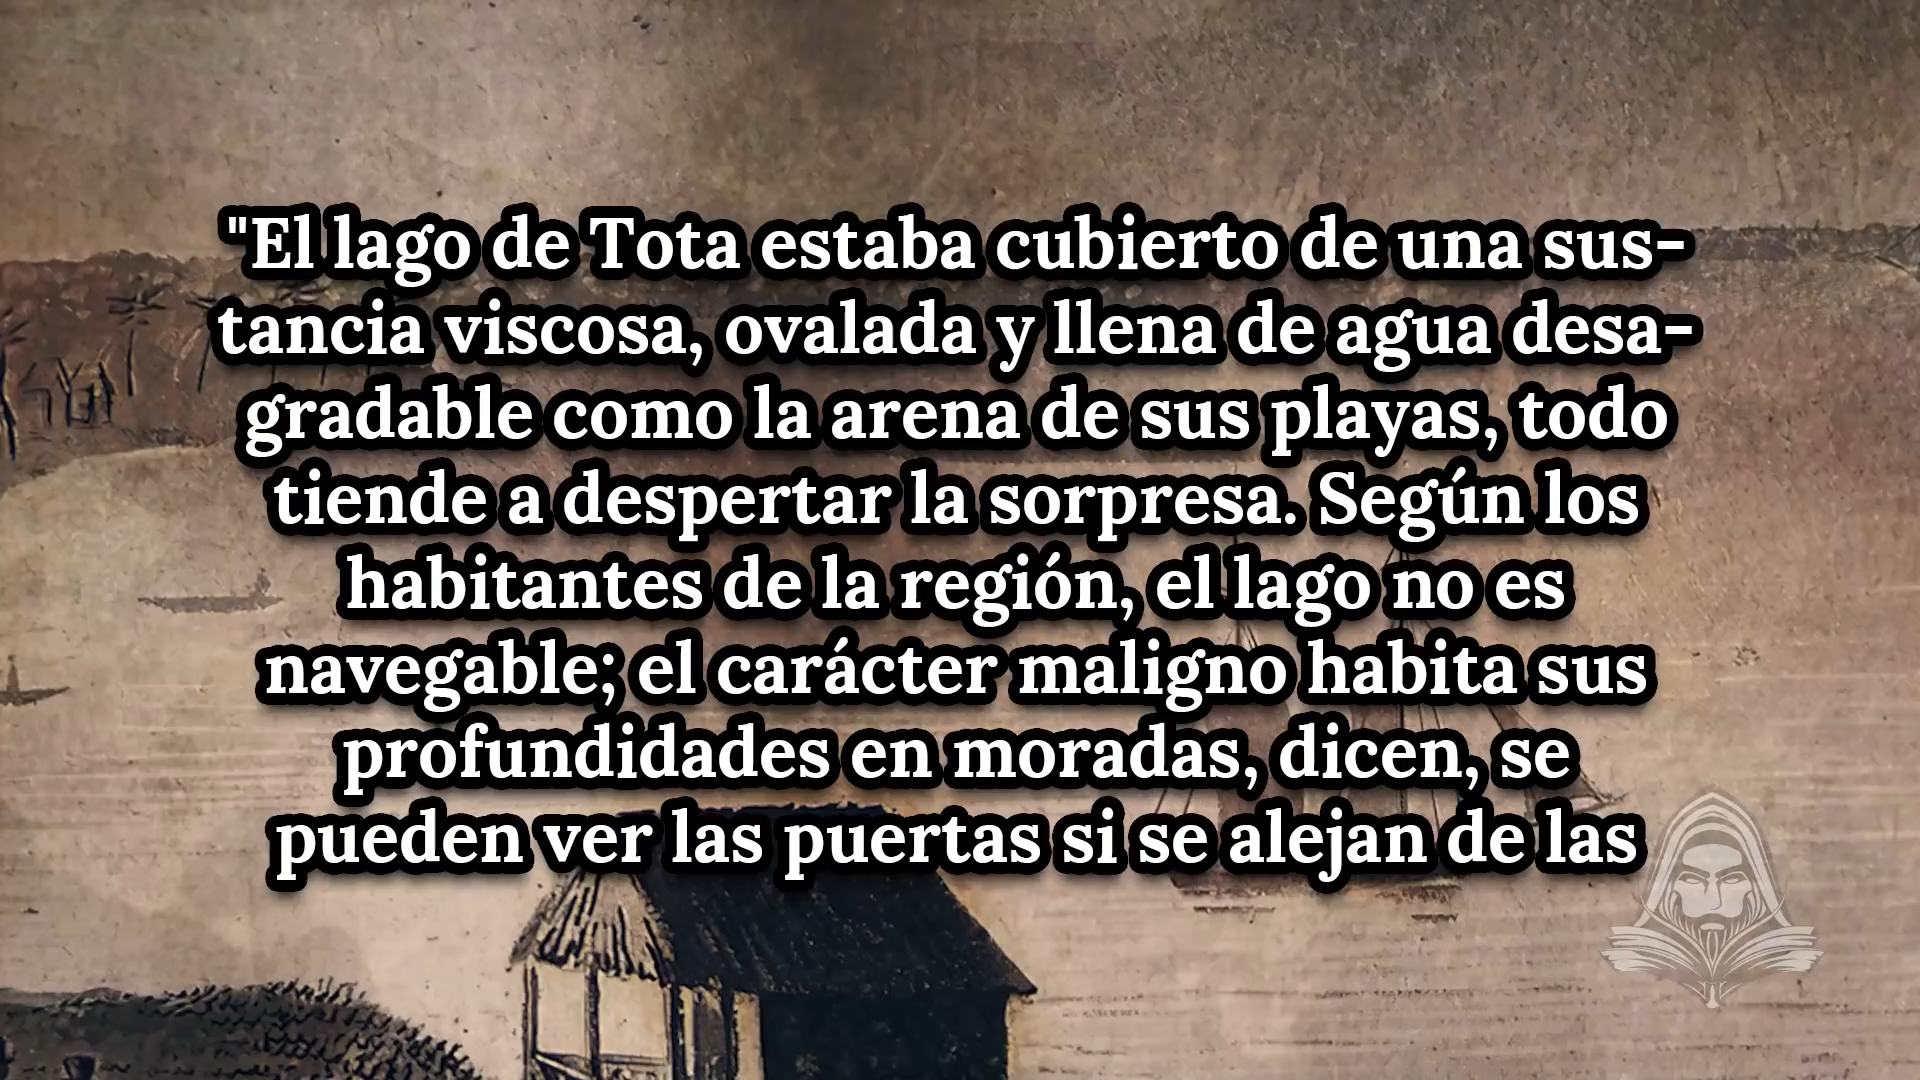 "El lago de Tota estaba cubierto de una sus-
tancia viscosa, ovalada y llena de agua desa-
gradable como la arena de sus playas, todo
tiende a despertar la sorpresa. Según los
habitantes de la región, el lago no es
navegable; el carácter maligno habita sus
profundidades en moradas, dicen, se
pueden ver las puertas si se alejan de las